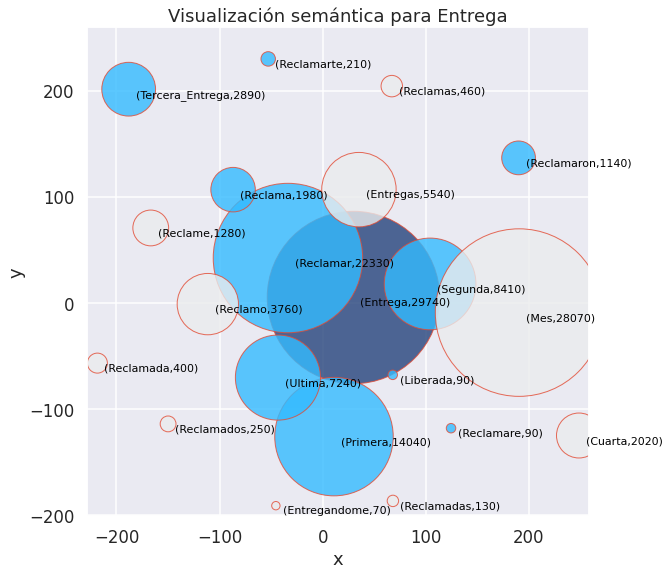 Visualización semántica para Entrega
(Reclamarte,210)
(Reclamas,460)
(Tercera_Entrega,2890)
(Reclamaron,1140)
(Reclama,1980)
(Entregas,5540)
(Reclame,1280)
(Reclamar,22330)
(Segunda,8410)
(Entrega,29740)
(Reclamo,3760)
(Mes,28070)
(Reclamada,400)
(Liberada,90)
(Ultima,7240)
(Reclamados,250)
(Reclamare,90)
(Primera,14040)
(Cuarta,2020)
(Entregandome,70)
(Reclamadas,130)
y
200
100
0
−100
−200
−200
−100
0
100
200
x